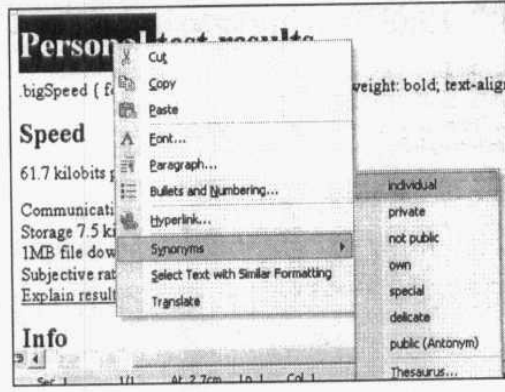 Personal test results
.bigSpeed { f
weight: bold; text-alig
Speed
61.7 kilobits
Communicati
Storage 7.5 ki
1MB file dow
Subjective rat
Explain result
Info
Cut
Copy
Paste
Font...
Paragraph...
Bullets and Numbering...
Hyperlink...
Synonyms
Select Text with Similar Formatting
Translate
individual
private
not public
own
special
delicate
public (Antonym)
Thesaurus...
Sec 1 1/1 At 2.7cm Ln 1 Col 1